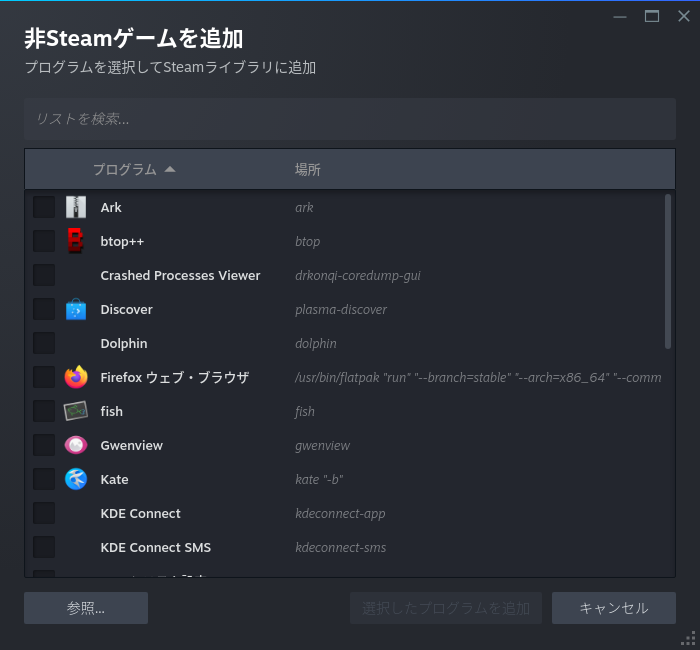 非Steamゲームを追加
プログラムを選択してSteamライブラリに追加
リストを検索...
プログラム 場所
Ark ark
btop++ btop
Crashed Processes Viewer drkonqi-coredump-gui
Discover plasma-discover
Dolphin dolphin
Firefox ウェブ・ブラウザ /usr/bin/flatpak "run" "--branch=stable" "--arch=x86_64" "--comm
fish fish
Gwenview gwenview
Kate kate "-b"
KDE Connect kdeconnect-app
KDE Connect SMS kdeconnect-sms
参照... 選択したプログラムを追加 キャンセル